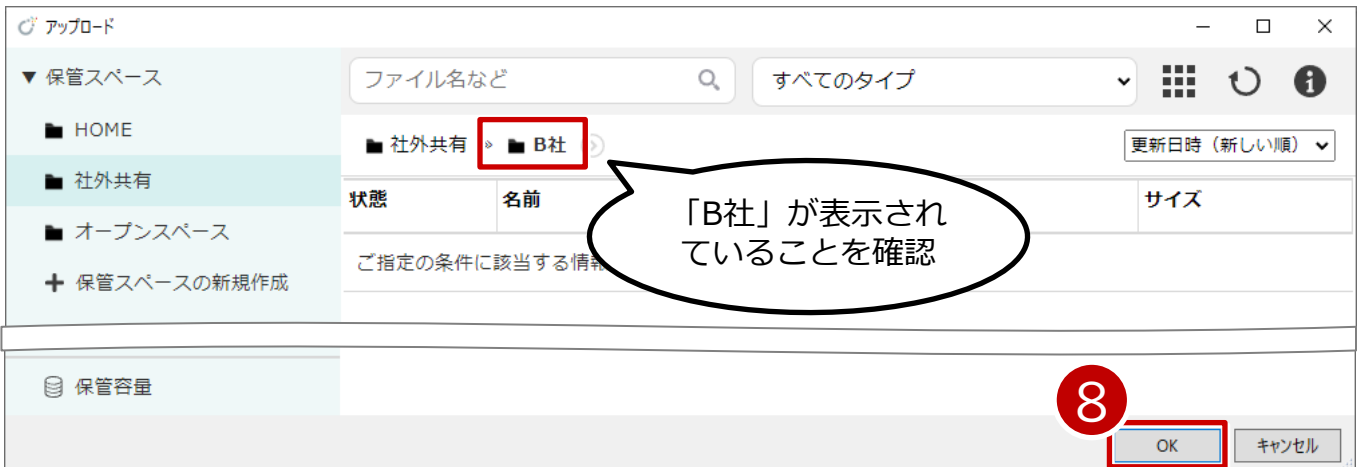 アップロード
▼ 保管スペース
ファイル名など
すべてのタイプ
HOME
社外共有 » B社
更新日時（新しい順）
社外共有
状態 名前 サイズ
「B社」が表示され
ていることを確認
オープンスペース
ご指定の条件に該当する情報
保管スペースの新規作成
保管容量
8
OK キャンセル